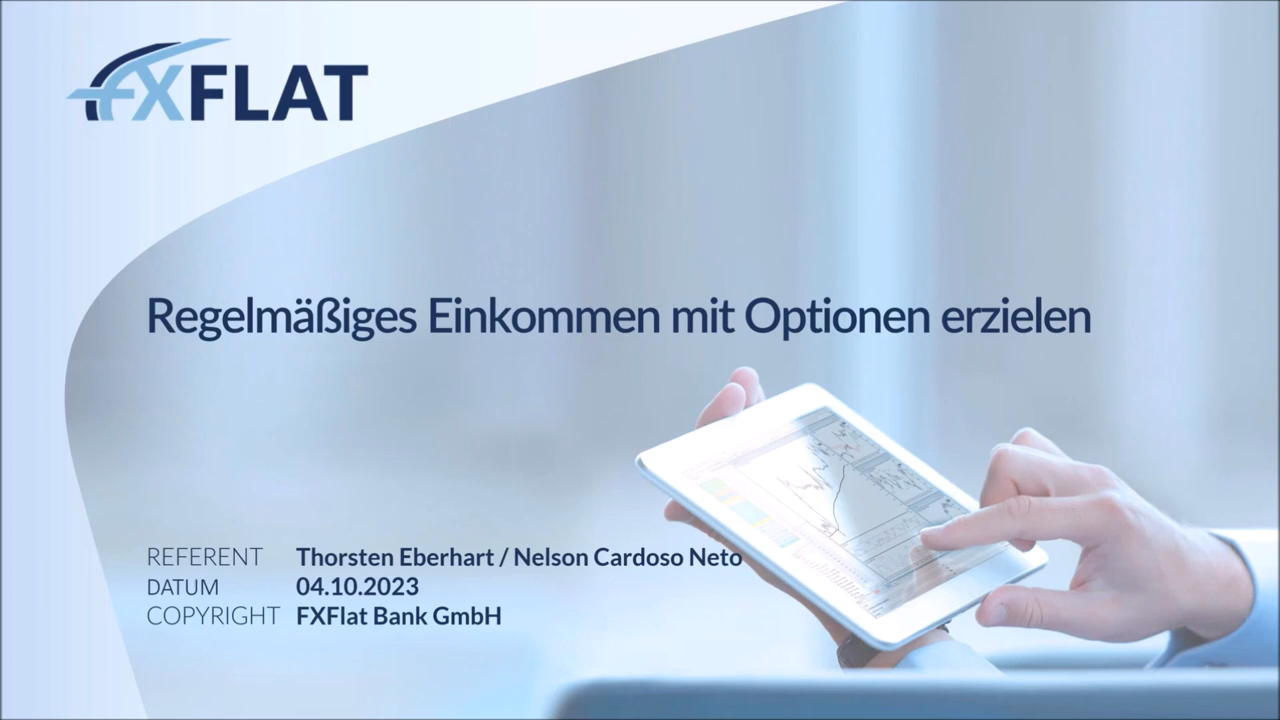 FXFLAT
Regelmäßiges Einkommen mit Optionen erzielen
REFERENT Thorsten Eberhart / Nelson Cardoso Neto
DATUM 04.10.2023
COPYRIGHT FXFlat Bank GmbH